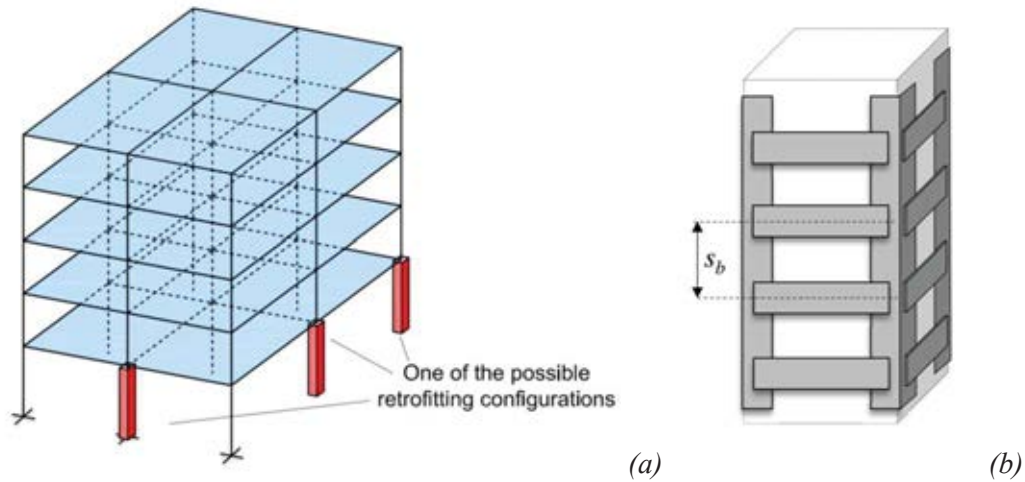 One of the possible
retrofitting configurations
(a)
s_b
(b)